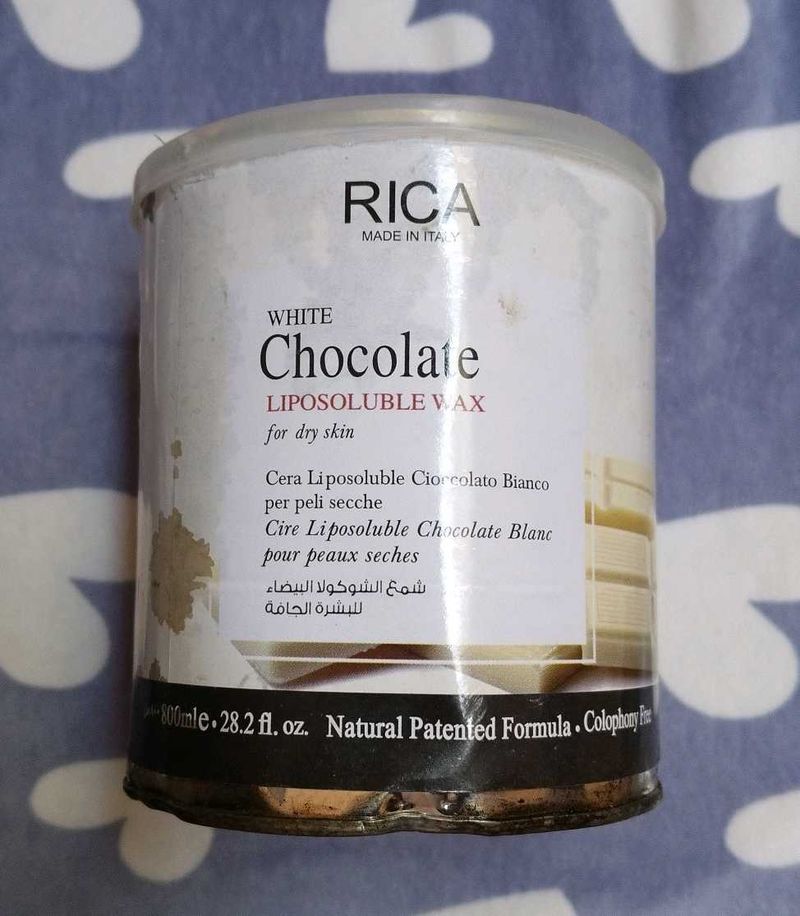 RICA
MADE IN ITALY
WHITE
Chocolate
LIPOSOLUBLE WAX
for dry skin
Cera Liposoluble Cioccolato Bianco
per peli secche
Cire Liposoluble Chocolate Blanc
pour peaux seches
شمع الشوكولا البيضاء
للبشرة الجافة
800ml e • 28.2 fl. oz. Natural Patented Formula • Colophony Free